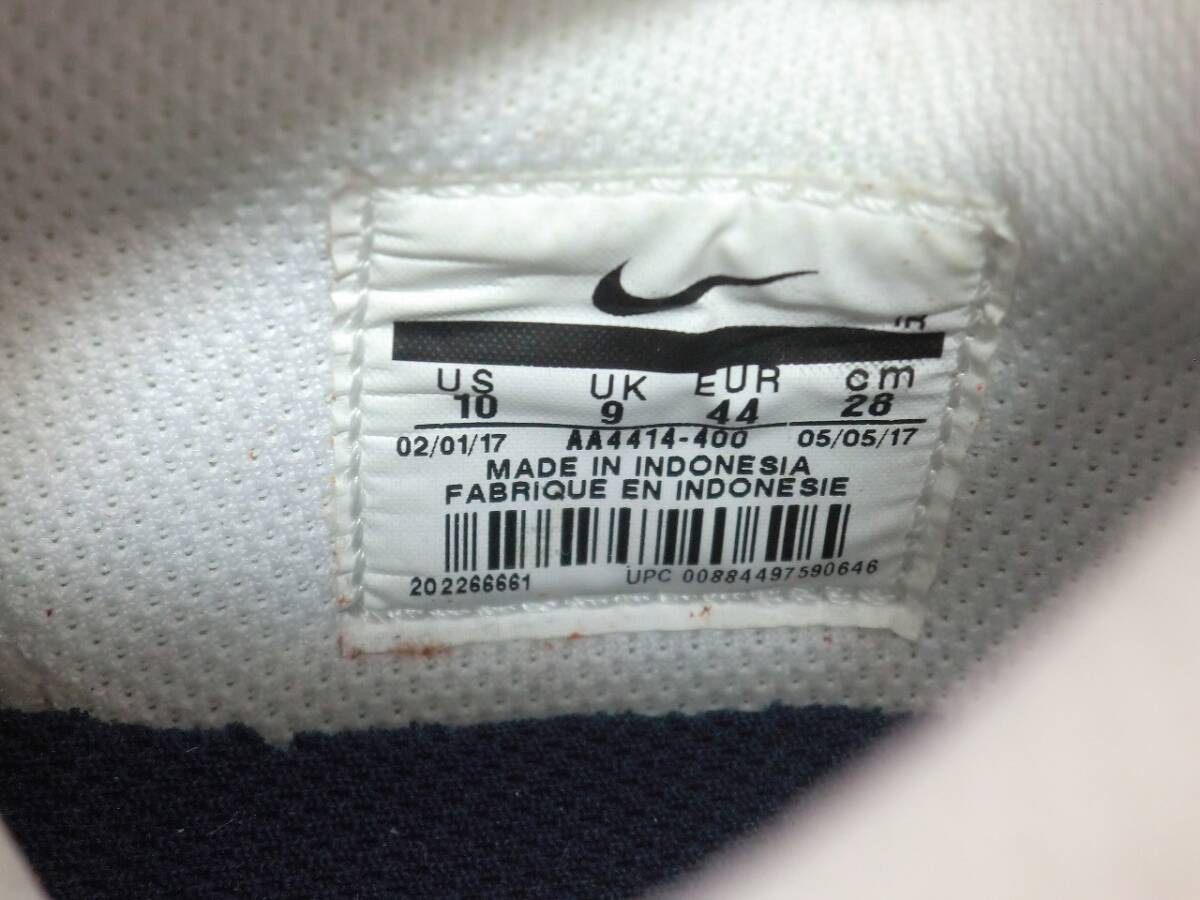 US UK EUR cm
10 9 44 28
02/01/17 AA4414-400 05/05/17
MADE IN INDONESIA
FABRIQUE EN INDONESIE
202266661 UPC 00884497590646